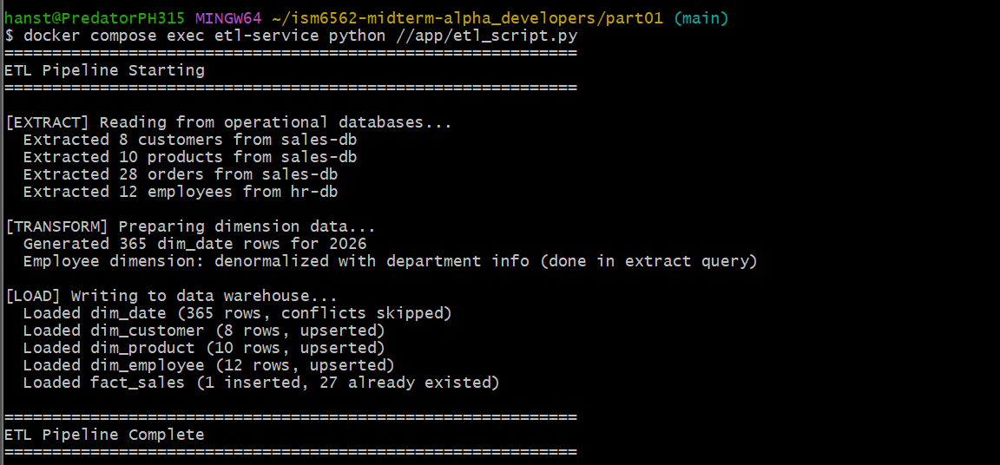 hanst@PredatorPH315 MINGW64 ~/ism6562-midterm-alpha_developers/part01 (main)
$ docker compose exec etl-service python //app/etl_script.py
============================================================
ETL Pipeline Starting
============================================================
[EXTRACT] Reading from operational databases...
  Extracted 8 customers from sales-db
  Extracted 10 products from sales-db
  Extracted 28 orders from sales-db
  Extracted 12 employees from hr-db
[TRANSFORM] Preparing dimension data...
  Generated 365 dim_date rows for 2026
  Employee dimension: denormalized with department info (done in extract query)
[LOAD] Writing to data warehouse...
  Loaded dim_date (365 rows, conflicts skipped)
  Loaded dim_customer (8 rows, upserted)
  Loaded dim_product (10 rows, upserted)
  Loaded dim_employee (12 rows, upserted)
  Loaded fact_sales (1 inserted, 27 already existed)
============================================================
ETL Pipeline Complete
============================================================